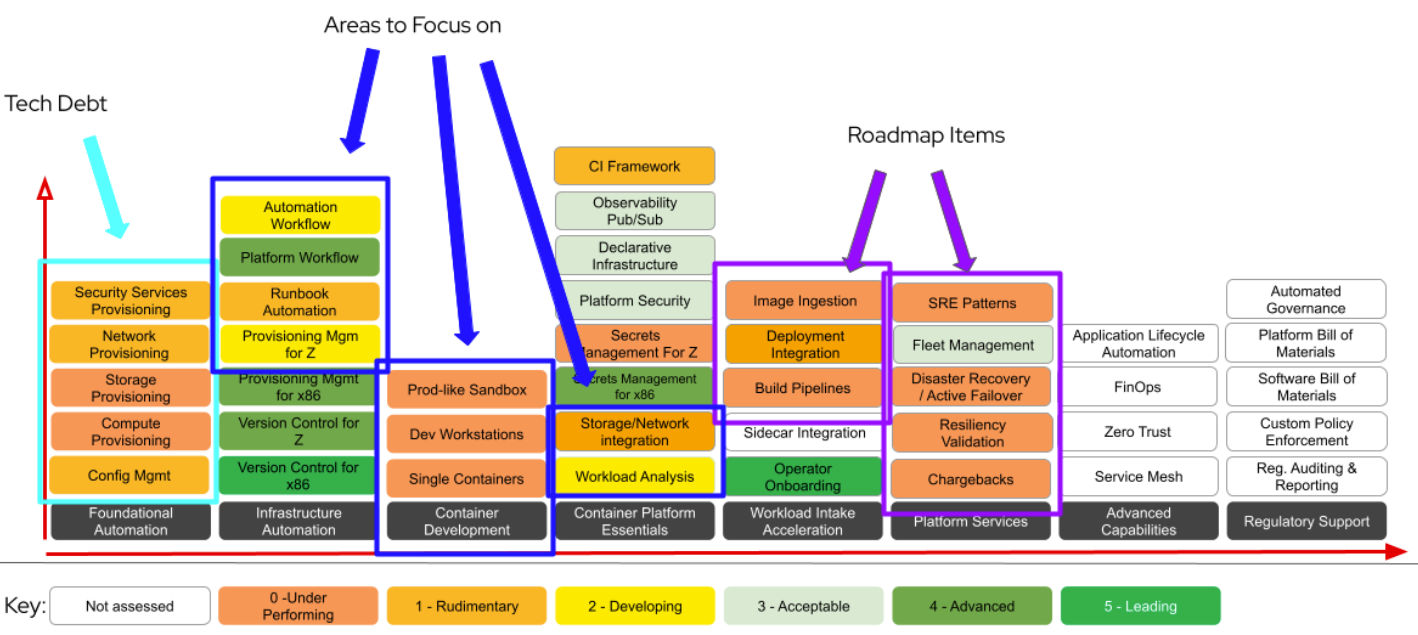 Areas to Focus on
Tech Debt
Roadmap Items
Security Services
Provisioning
Network
Provisioning
Storage
Provisioning
Compute
Provisioning
Config Mgmt
Foundational
Automation
Automation
Workflow
Platform Workflow
Runbook
Automation
Provisioning Mgm
for Z
Provisioning Mgmt
for x86
Version Control for
Z
Version Control for
x86
Infrastructure
Automation
Prod-like Sandbox
Dev Workstations
Single Containers
Container
Development
CI Framework
Observability
Pub/Sub
Declarative
Infrastructure
Platform Security
Secrets
Management For Z
Secrets Management
for x86
Storage/Network
integration
Workload Analysis
Container Platform
Essentials
Image Ingestion
Deployment
Integration
Build Pipelines
Sidecar Integration
Operator
Onboarding
Workload Intake
Acceleration
SRE Patterns
Fleet Management
Disaster Recovery
/ Active Failover
Resiliency
Validation
Chargebacks
Platform Services
Application Lifecycle
Automation
FinOps
Zero Trust
Service Mesh
Advanced
Capabilities
Automated
Governance
Platform Bill of
Materials
Software Bill of
Materials
Custom Policy
Enforcement
Reg. Auditing &
Reporting
Regulatory Support
Key:
Not assessed
0 -Under
Performing
1 - Rudimentary
2 - Developing
3 - Acceptable
4 - Advanced
5 - Leading